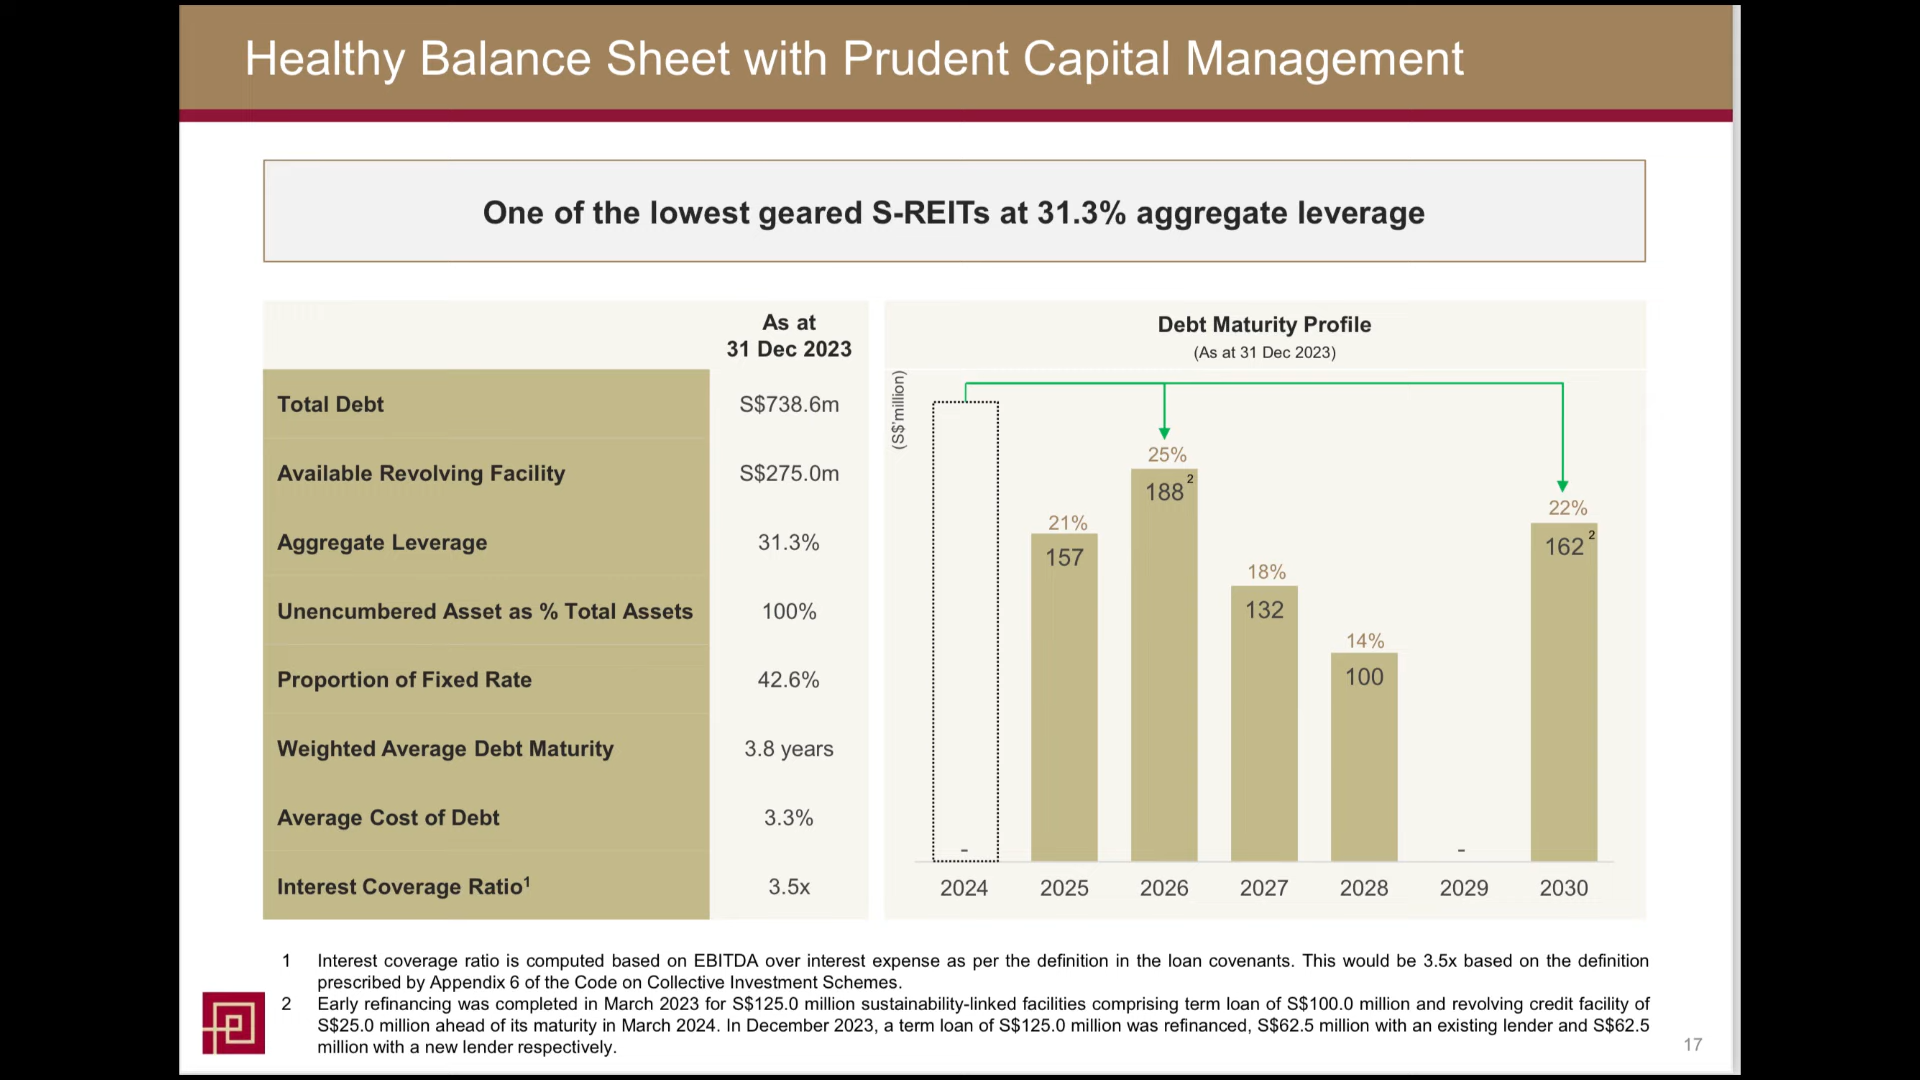 Healthy Balance Sheet with Prudent Capital Management
One of the lowest geared S-REITs at 31.3% aggregate leverage
As at
31 Dec 2023
Total Debt S$738.6m
Available Revolving Facility S$275.0m
Aggregate Leverage 31.3%
Unencumbered Asset as % Total Assets 100%
Proportion of Fixed Rate 42.6%
Weighted Average Debt Maturity 3.8 years
Average Cost of Debt 3.3%
Interest Coverage Ratio¹ 3.5x
Debt Maturity Profile
(As at 31 Dec 2023)
(S$'million)
25%
188²
22%
162²
21%
157
18%
132
14%
100
- -
2024 2025 2026 2027 2028 2029 2030
1 Interest coverage ratio is computed based on EBITDA over interest expense as per the definition in the loan covenants. This would be 3.5x based on the definition
prescribed by Appendix 6 of the Code on Collective Investment Schemes.
2 Early refinancing was completed in March 2023 for S$125.0 million sustainability-linked facilities comprising term loan of S$100.0 million and revolving credit facility of
S$25.0 million ahead of its maturity in March 2024. In December 2023, a term loan of S$125.0 million was refinanced, S$62.5 million with an existing lender and S$62.5
million with a new lender respectively.
17